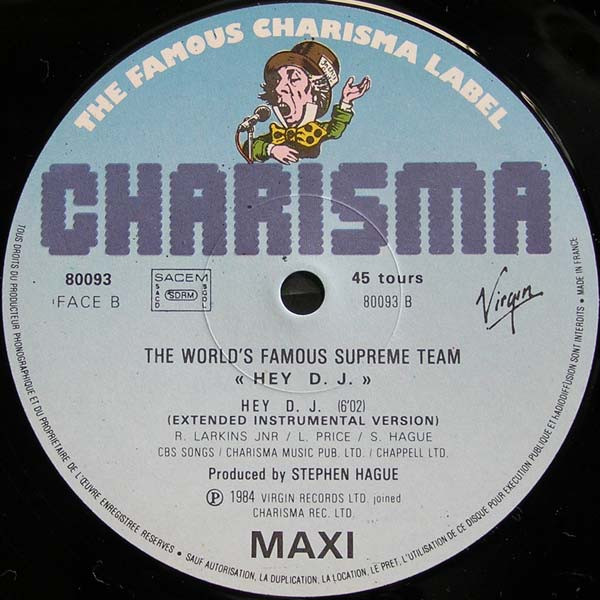 THE FAMOUS CHARISMA LABEL
CHARISMA
80093
FACE B
SACEM
SACD
SDRM
SGDL
45 tours
80093 B
Virgin
THE WORLD'S FAMOUS SUPREME TEAM
« HEY D. J. »
HEY D. J. (6'02)
(EXTENDED INSTRUMENTAL VERSION)
R. LARKINS JNR / L. PRICE / S. HAGUE
CBS SONGS / CHARISMA MUSIC PUB. LTD. / CHAPPELL LTD.
Produced by STEPHEN HAGUE
Ⓟ 1984 VIRGIN RECORDS LTD. joined
CHARISMA REC. LTD.
MAXI
TOUS DROITS DU PRODUCTEUR PHONOGRAPHIQUE ET DU PROPRIETAIRE DE L'ŒUVRE ENREGISTREE RESERVES • SAUF AUTORISATION, LA DUPLICATION, LA LOCATION, LE PRET, L'UTILISATION DE CE DISQUE POUR EXECUTION PUBLIQUE ET RADIODIFFUSION SONT INTERDITS • MADE IN FRANCE